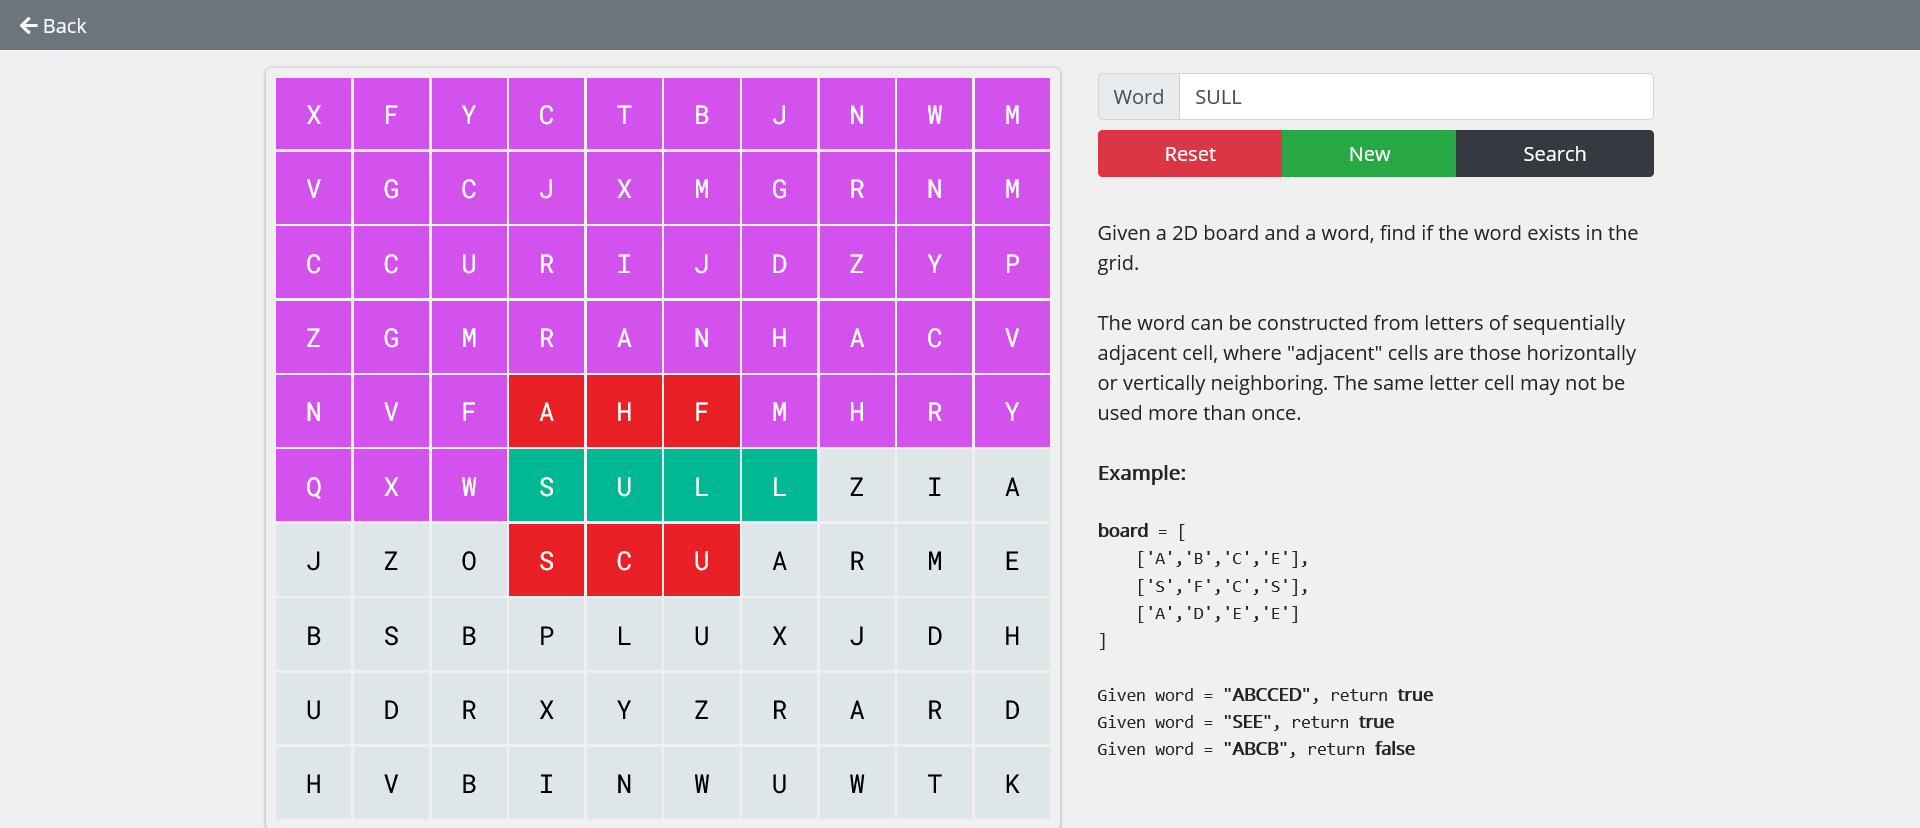 Back
X F Y C T B J N W M
V G C J X M G R N M
C C U R I J D Z Y P
Z G M R A N H A C V
N V F A H F M H R Y
Q X W S U L L Z I A
J Z O S C U A R M E
B S B P L U X J D H
U D R X Y Z R A R D
H V B I N W U W T K
Word SULL
Reset New Search
Given a 2D board and a word, find if the word exists in the
grid.
The word can be constructed from letters of sequentially
adjacent cell, where "adjacent" cells are those horizontally
or vertically neighboring. The same letter cell may not be
used more than once.
Example:
board = [
['A','B','C','E'],
['S','F','C','S'],
['A','D','E','E']
]
Given word = "ABCCED", return true
Given word = "SEE", return true
Given word = "ABCB", return false